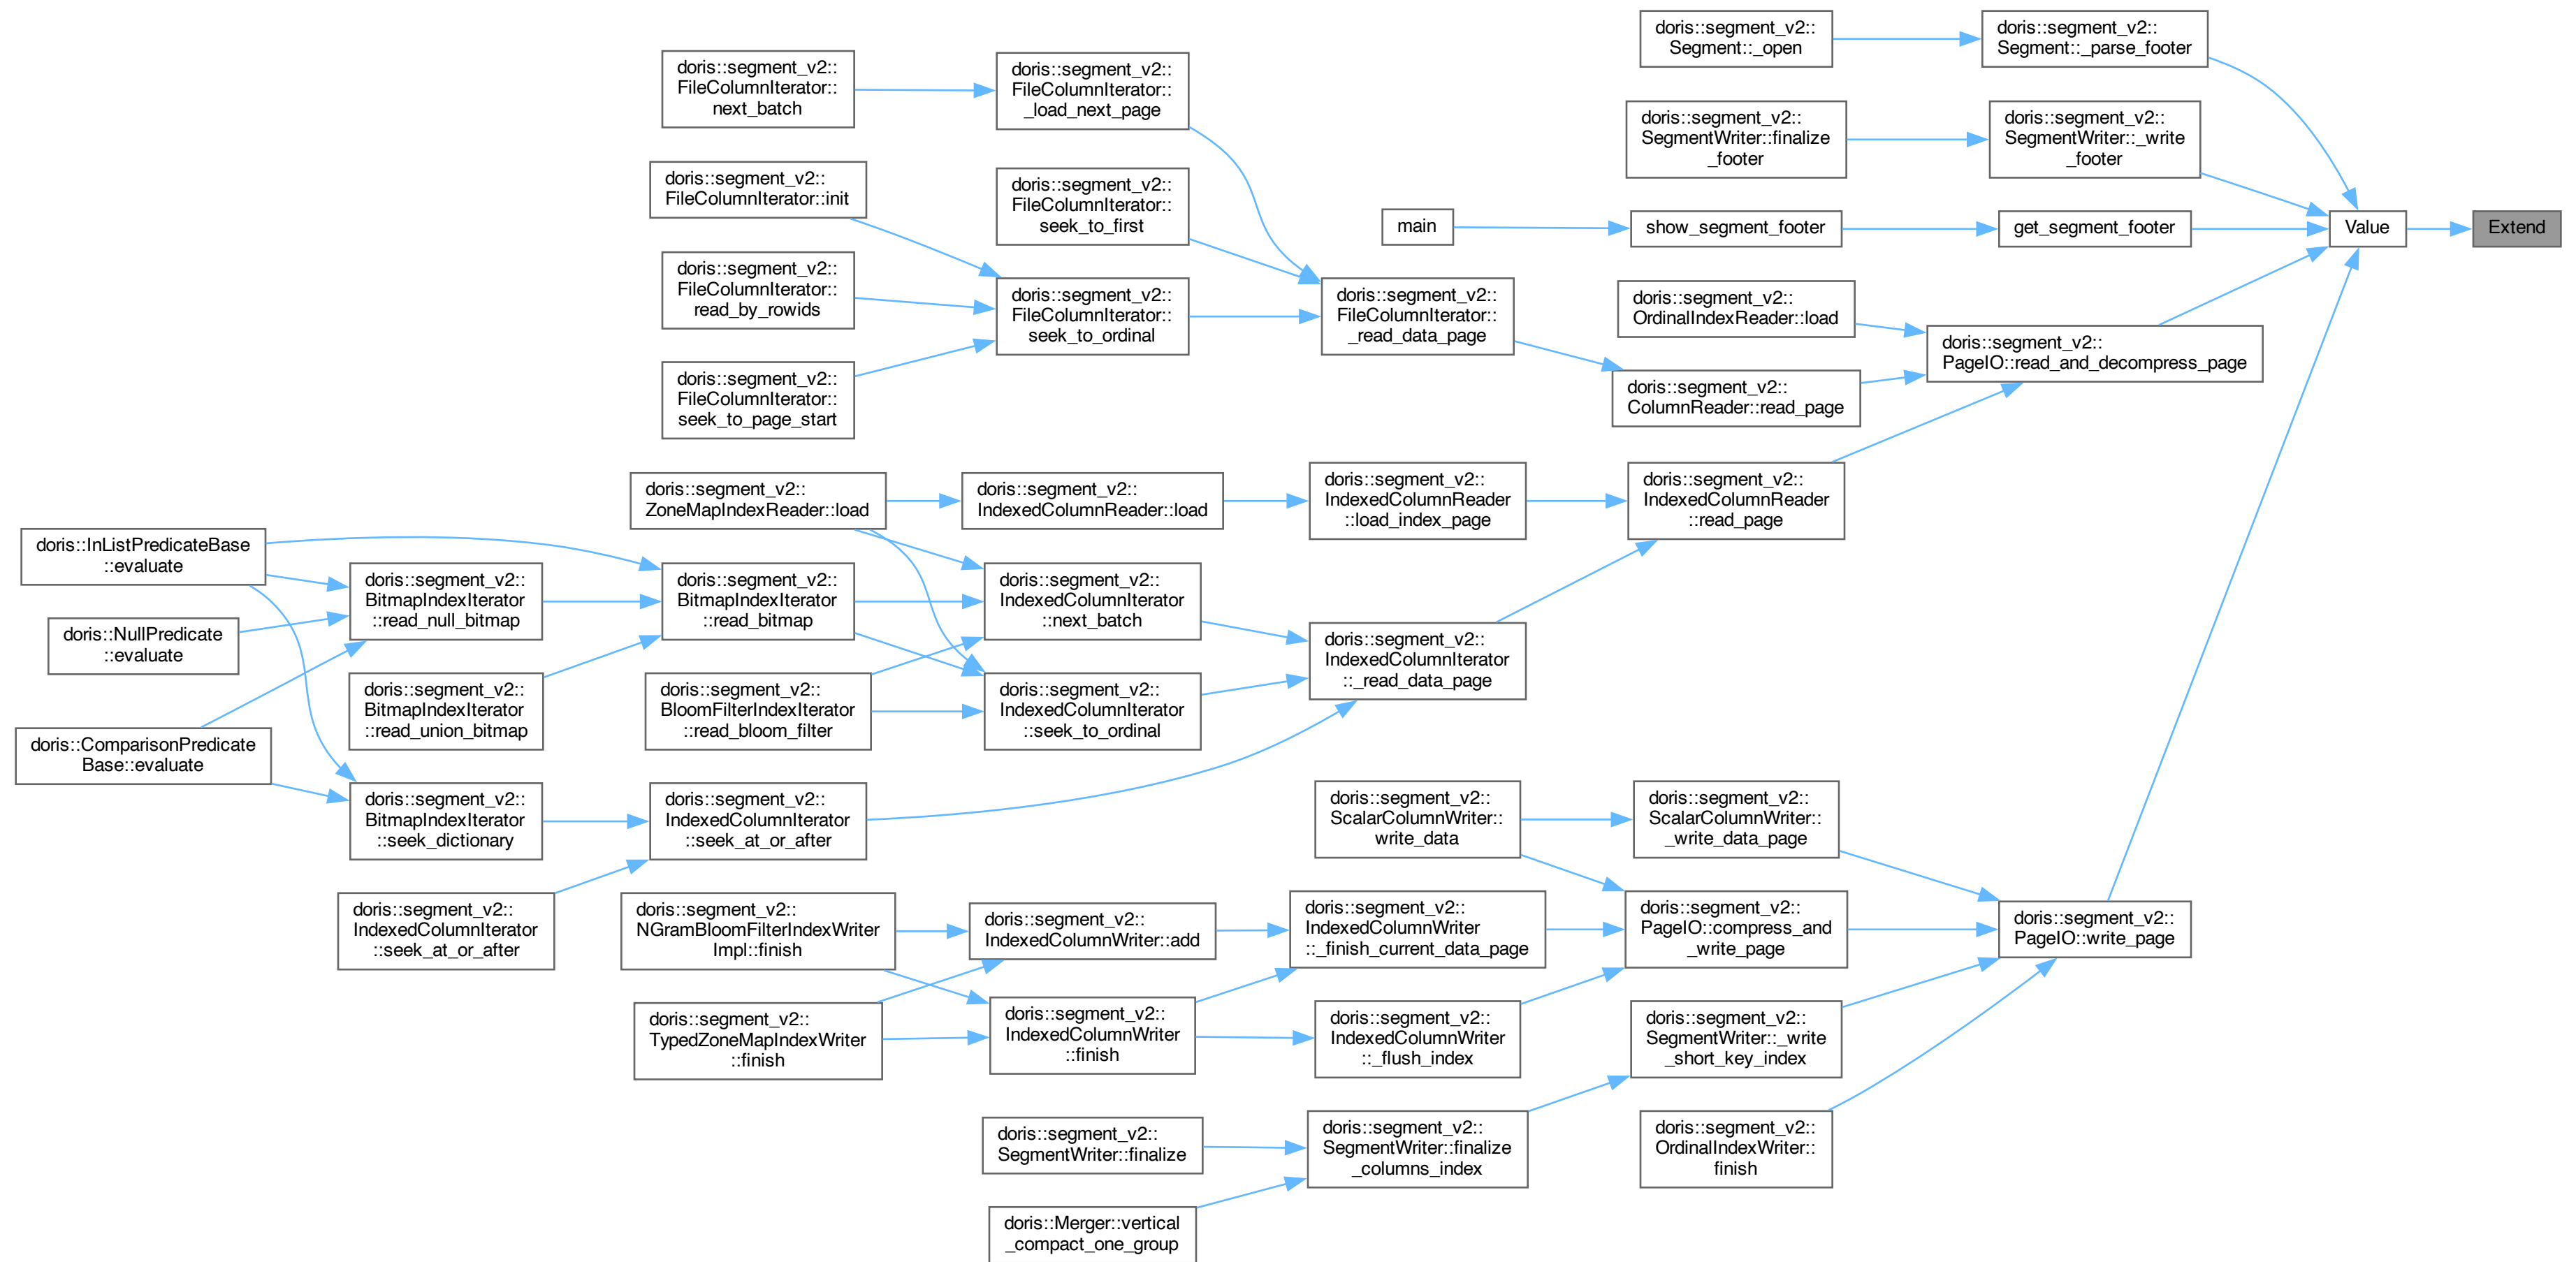 doris::segment_v2::
Segment::_open
doris::segment_v2::
Segment::_parse_footer
doris::segment_v2::
FileColumnIterator::
next_batch
doris::segment_v2::
FileColumnIterator::
_load_next_page
doris::segment_v2::
SegmentWriter::finalize
_footer
doris::segment_v2::
SegmentWriter::_write
_footer
doris::segment_v2::
FileColumnIterator::init
doris::segment_v2::
FileColumnIterator::
seek_to_first
main
show_segment_footer
get_segment_footer
Value
Extend
doris::segment_v2::
FileColumnIterator::
read_by_rowids
doris::segment_v2::
FileColumnIterator::
seek_to_ordinal
doris::segment_v2::
FileColumnIterator::
_read_data_page
doris::segment_v2::
OrdinalIndexReader::load
doris::segment_v2::
PageIO::read_and_decompress_page
doris::segment_v2::
FileColumnIterator::
seek_to_page_start
doris::segment_v2::
ColumnReader::read_page
doris::segment_v2::
ZoneMapIndexReader::load
doris::segment_v2::
IndexedColumnReader::load
doris::segment_v2::
IndexedColumnReader
::load_index_page
doris::segment_v2::
IndexedColumnReader
::read_page
doris::InListPredicateBase
::evaluate
doris::segment_v2::
BitmapIndexIterator
::read_null_bitmap
doris::segment_v2::
BitmapIndexIterator
::read_bitmap
doris::segment_v2::
IndexedColumnIterator
::next_batch
doris::NullPredicate
::evaluate
doris::segment_v2::
IndexedColumnIterator
::_read_data_page
doris::segment_v2::
BitmapIndexIterator
::read_union_bitmap
doris::segment_v2::
BloomFilterIndexIterator
::read_bloom_filter
doris::segment_v2::
IndexedColumnIterator
::seek_to_ordinal
doris::ComparisonPredicate
Base::evaluate
doris::segment_v2::
BitmapIndexIterator
::seek_dictionary
doris::segment_v2::
IndexedColumnIterator
::seek_at_or_after
doris::segment_v2::
ScalarColumnWriter::
write_data
doris::segment_v2::
ScalarColumnWriter::
_write_data_page
doris::segment_v2::
IndexedColumnIterator
::seek_at_or_after
doris::segment_v2::
NGramBloomFilterIndexWriter
Impl::finish
doris::segment_v2::
IndexedColumnWriter::add
doris::segment_v2::
IndexedColumnWriter
::_finish_current_data_page
doris::segment_v2::
PageIO::compress_and
_write_page
doris::segment_v2::
PageIO::write_page
doris::segment_v2::
TypedZoneMapIndexWriter
::finish
doris::segment_v2::
IndexedColumnWriter
::finish
doris::segment_v2::
IndexedColumnWriter
::_flush_index
doris::segment_v2::
SegmentWriter::_write
_short_key_index
doris::segment_v2::
SegmentWriter::finalize
doris::segment_v2::
SegmentWriter::finalize
_columns_index
doris::segment_v2::
OrdinalIndexWriter::
finish
doris::Merger::vertical
_compact_one_group